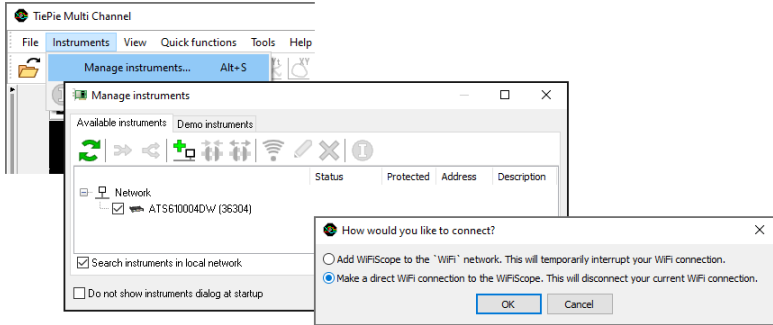 TiePie Multi Channel
File Instruments View Quick functions Tools Help
Manage instruments... Alt+S
Manage instruments
Available instruments Demo instruments
Status Protected Address Description
Network
ATS610004DW (36304)
Search instruments in local network
Do not show instruments dialog at startup
How would you like to connect?
Add WiFiScope to the `WiFi` network. This will temporarily interrupt your WiFi connection.
Make a direct WiFi connection to the WiFiScope. This will disconnect your current WiFi connection.
OK Cancel